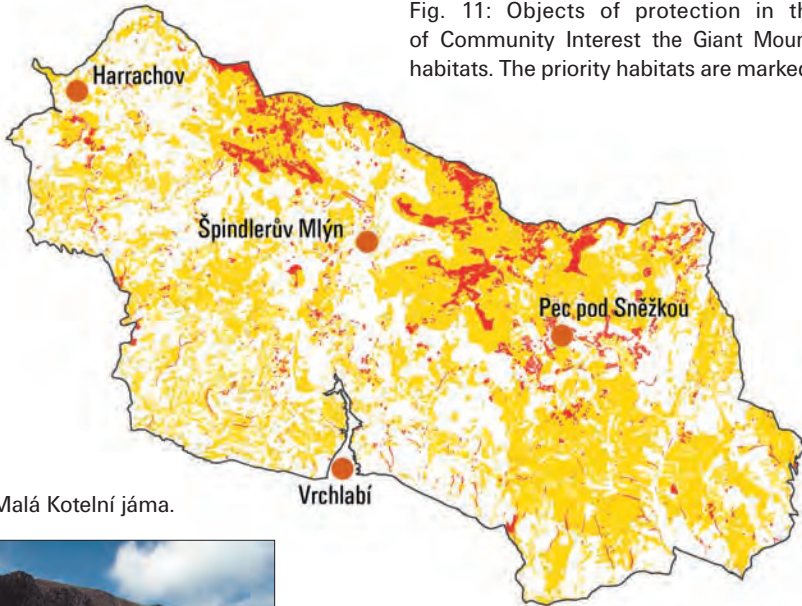 Fig. 11: Objects of protection in th
of Community Interest the Giant Moun
habitats. The priority habitats are marked
Harrachov
Špindlerův Mlýn
Pec pod Sněžkou
Vrchlabí
Malá Kotelní jáma.